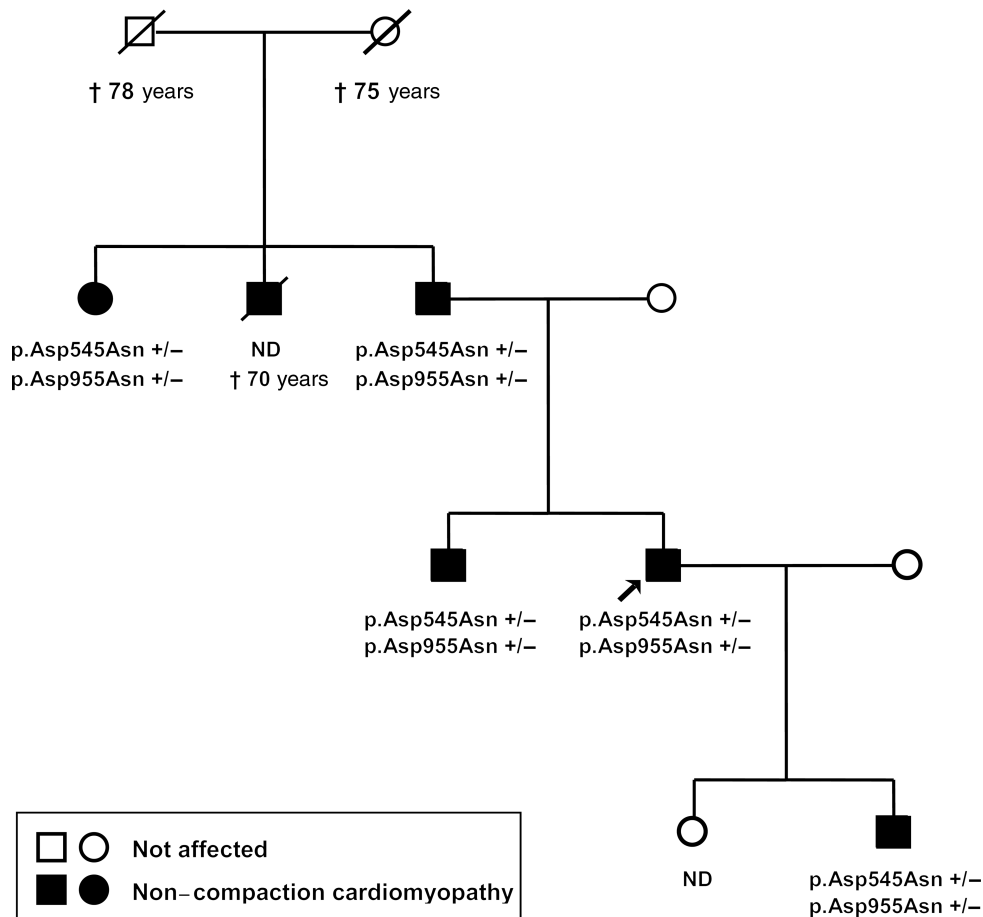 † 78 years
† 75 years
p.Asp545Asn +/–
p.Asp955Asn +/–
ND
† 70 years
p.Asp545Asn +/–
p.Asp955Asn +/–
p.Asp545Asn +/–
p.Asp955Asn +/–
p.Asp545Asn +/–
p.Asp955Asn +/–
ND
p.Asp545Asn +/–
p.Asp955Asn +/–
Not affected
Non–compaction cardiomyopathy